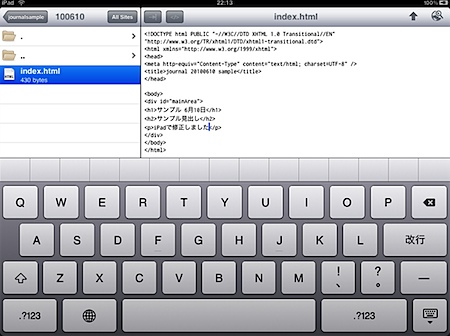 iPad
22:13
journalsample
100610
All Sites
index.html
.
..
index.html
430 bytes
<!DOCTYPE html PUBLIC "-//W3C//DTD XHTML 1.0 Transitional//EN"
"http://www.w3.org/TR/xhtml1/DTD/xhtml1-transitional.dtd">
<html xmlns="http://www.w3.org/1999/xhtml">
<head>
<meta http-equiv="Content-Type" content="text/html; charset=UTF-8" />
<title>journal 20100610 sample</title>
</head>
<body>
<div id="mainArea">
<h1>サンプル 6月10日</h1>
<h2>サンプル見出し</h2>
<p>iPadで修正しました</p>
</div>
</body>
</html>
Q W E R T Y U I O P
A S D F G H J K L 改行
Z X C V B N M ! 、 ? 。 —
.?123 .?123